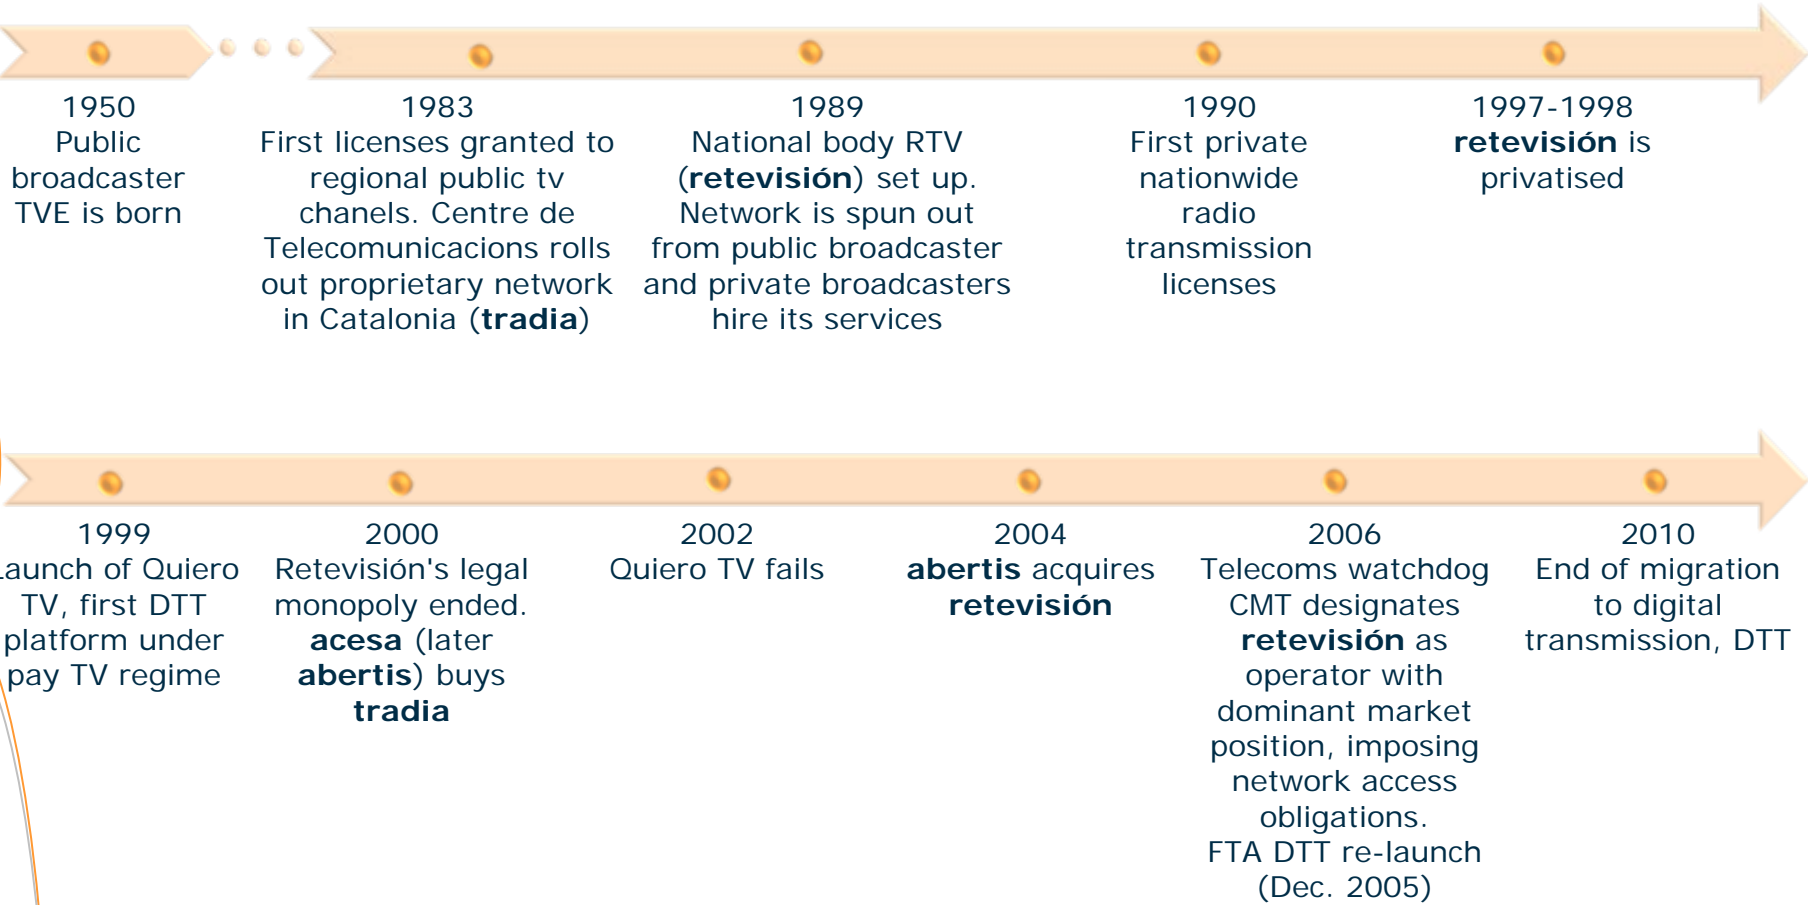 1950
Public
broadcaster
TVE is born
1983
First licenses granted to
regional public tv
chanels. Centre de
Telecomunicacions rolls
out proprietary network
in Catalonia (tradia)
1989
National body RTV
(retevisión) set up.
Network is spun out
from public broadcaster
and private broadcasters
hire its services
1990
First private
nationwide
radio
transmission
licenses
1997-1998
retevisión is
privatised
1999
Launch of Quiero
TV, first DTT
platform under
pay TV regime
2000
Retevisión's legal
monopoly ended.
acesa (later
abertis) buys
tradia
2002
Quiero TV fails
2004
abertis acquires
retevisión
2006
Telecoms watchdog
CMT designates
retevisión as
operator with
dominant market
position, imposing
network access
obligations.
FTA DTT re-launch
(Dec. 2005)
2010
End of migration
to digital
transmission, DTT